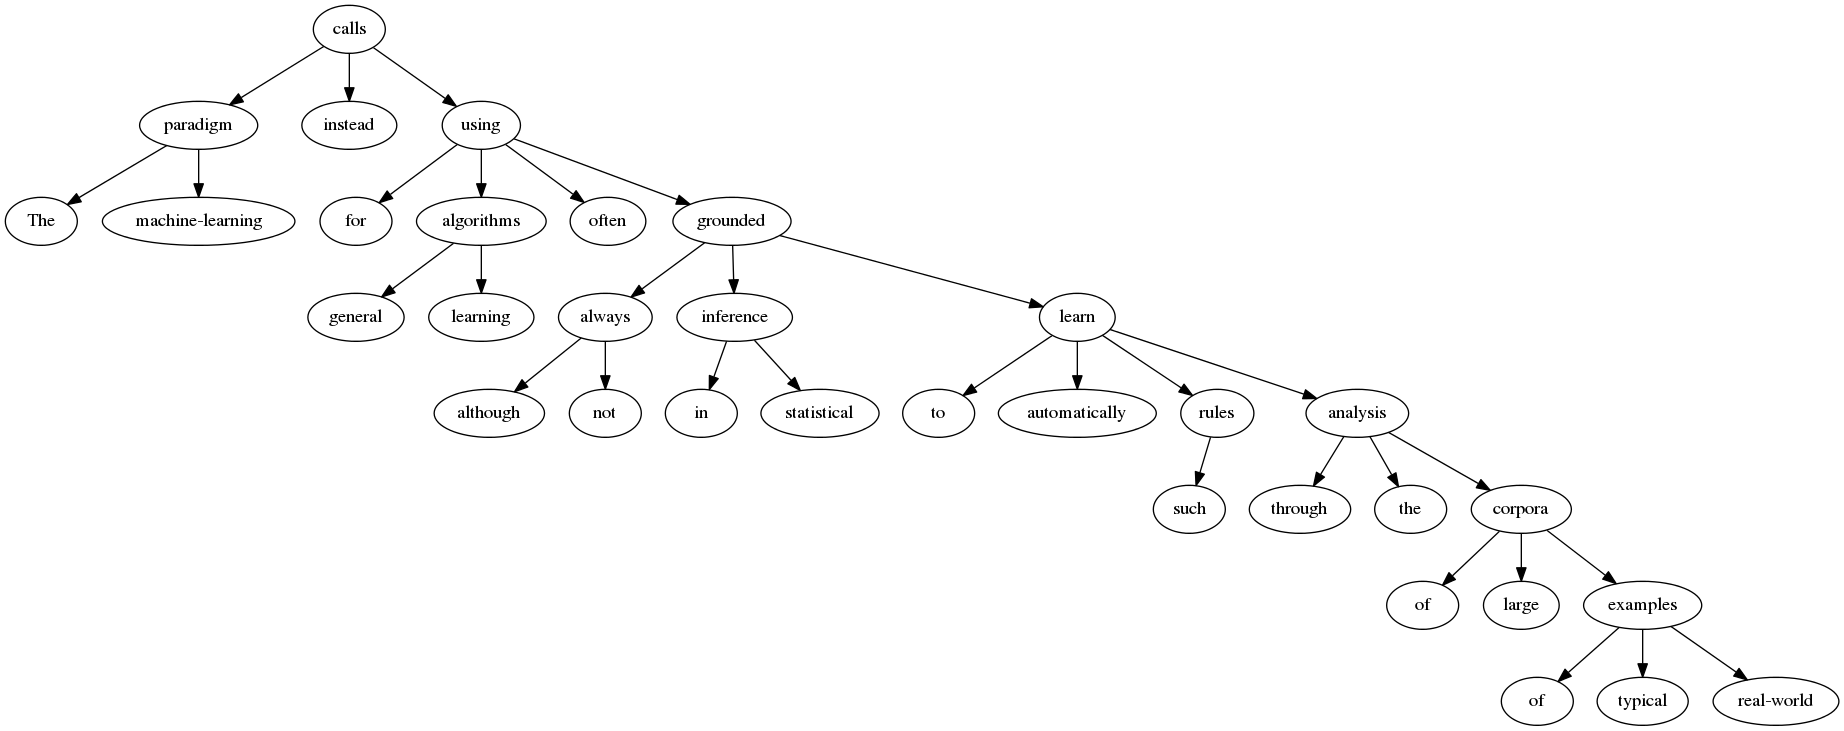 calls
paradigm instead using
The machine-learning for algorithms often grounded
general learning always inference learn
although not in statistical to automatically rules analysis
such through the corpora
of large examples
of typical real-world